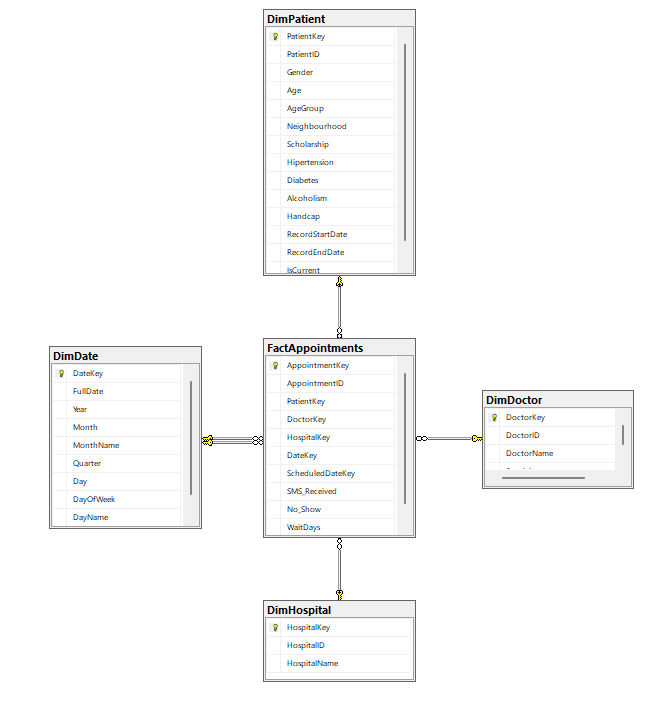 DimPatient
PatientKey
PatientID
Gender
Age
AgeGroup
Neighbourhood
Scholarship
Hipertension
Diabetes
Alcoholism
Handcap
RecordStartDate
RecordEndDate
IsCurrent
DimDate
DateKey
FullDate
Year
Month
MonthName
Quarter
Day
DayOfWeek
DayName
FactAppointments
AppointmentKey
AppointmentID
PatientKey
DoctorKey
HospitalKey
DateKey
ScheduledDateKey
SMS_Received
No_Show
WaitDays
DimDoctor
DoctorKey
DoctorID
DoctorName
DimHospital
HospitalKey
HospitalID
HospitalName